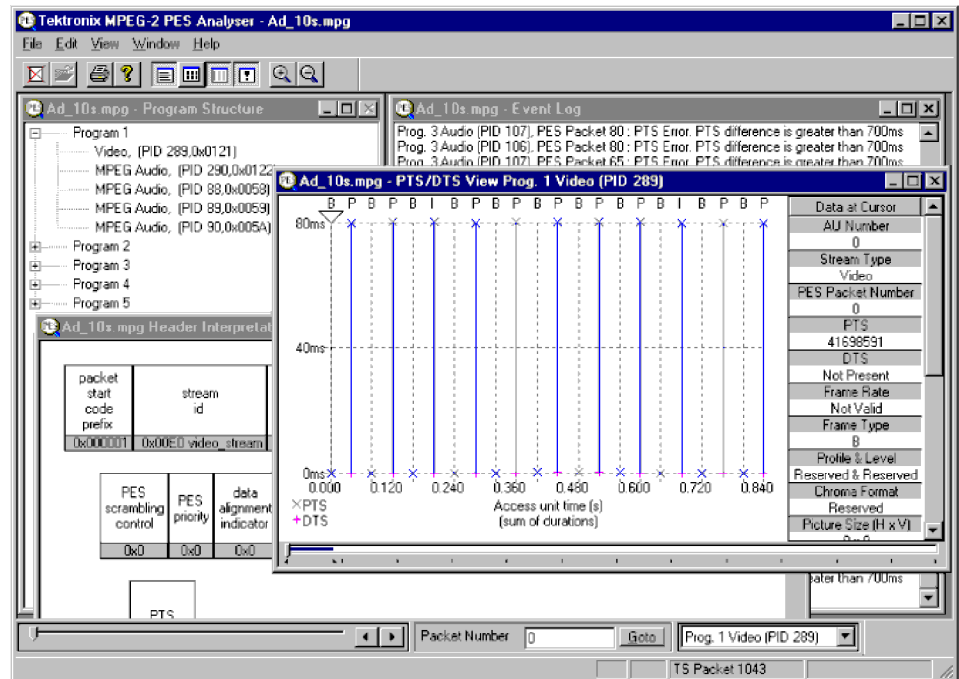 Tektronix MPEG-2 PES Analyser - Ad_10s.mpg
File Edit View Window Help
Ad_10s.mpg - Program Structure
Program 1
Video, (PID 289,0x0121)
MPEG Audio, (PID 290,0x0122
MPEG Audio, (PID 88,0x0058)
MPEG Audio, (PID 89,0x0059)
MPEG Audio, (PID 90,0x005A)
Program 2
Program 3
Program 4
Program 5
Ad_10s.mpg - Event Log
Prog. 3 Audio (PID 107), PES Packet 80 : PTS Error. PTS difference is greater than 700ms
Prog. 3 Audio (PID 106), PES Packet 80 : PTS Error. PTS difference is greater than 700ms
Prog. 3 Audio (PID 107), PES Packet 65 : PTS Error. PTS difference is greater than 700ms
Ad_10s.mpg - PTS/DTS View Prog. 1 Video (PID 289)
B P B P B I B P B P B P B P B P B I B P B P
80ms
40ms
0ms
0.000 0.120 0.240 0.360 0.480 0.600 0.720 0.840
×PTS
+DTS
Access unit time (s)
(sum of durations)
Data at Cursor
AU Number
0
Stream Type
Video
PES Packet Number
0
PTS
41698591
DTS
Not Present
Frame Rate
Not Valid
Frame Type
B
Profile & Level
Reserved & Reserved
Chroma Format
Reserved
Picture Size (H x V)
Ad_10s.mpg Header Interpretat
packet start code prefix
0x000001
stream id
0x00E0 video_stream
PES scrambling control
0x0
PES priority
0x0
data alignment indicator
0x0
PTS
eater than 700ms
Packet Number 0 Goto Prog. 1 Video (PID 289)
TS Packet 1043